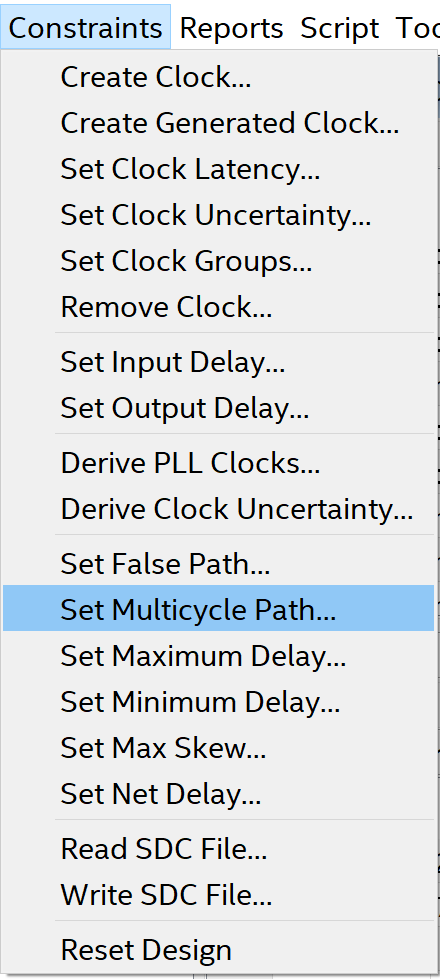 Constraints Reports Script
Create Clock...
Create Generated Clock...
Set Clock Latency...
Set Clock Uncertainty...
Set Clock Groups...
Remove Clock...
Set Input Delay...
Set Output Delay...
Derive PLL Clocks...
Derive Clock Uncertainty...
Set False Path...
Set Multicycle Path...
Set Maximum Delay...
Set Minimum Delay...
Set Max Skew...
Set Net Delay...
Read SDC File...
Write SDC File...
Reset Design